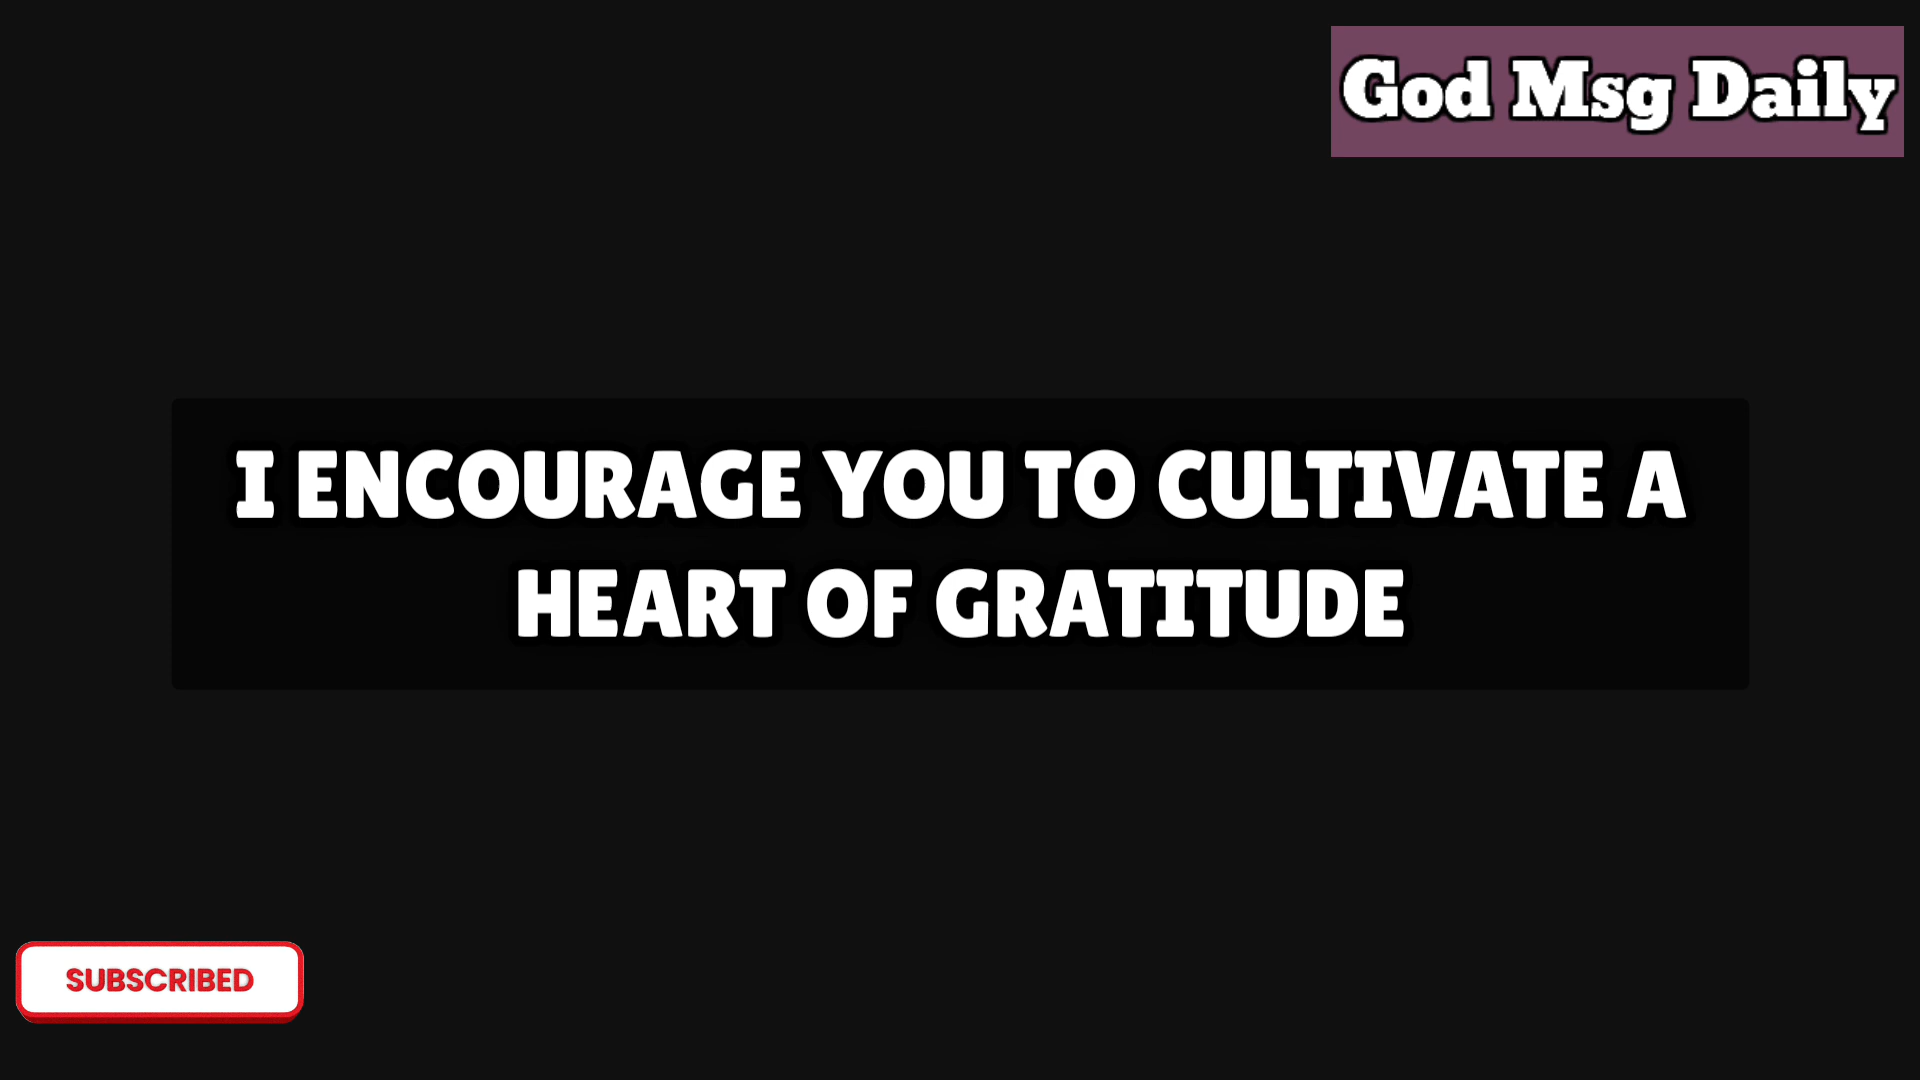 God Msg Daily
I ENCOURAGE YOU TO CULTIVATE A
HEART OF GRATITUDE
SUBSCRIBED